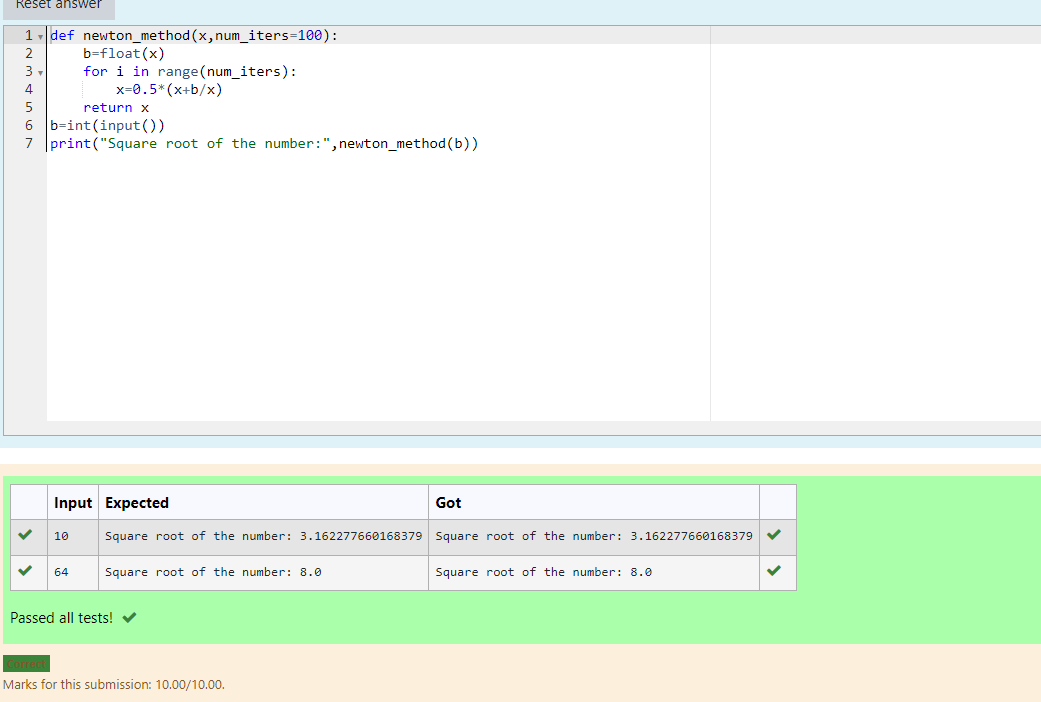 Reset answer
1 def newton_method(x,num_iters=100):
2     b=float(x)
3     for i in range(num_iters):
4         x=0.5*(x+b/x)
5     return x
6 b=int(input())
7 print("Square root of the number:",newton_method(b))
Input Expected Got
10 Square root of the number: 3.162277660168379 Square root of the number: 3.162277660168379
64 Square root of the number: 8.0 Square root of the number: 8.0
Passed all tests!
Correct
Marks for this submission: 10.00/10.00.